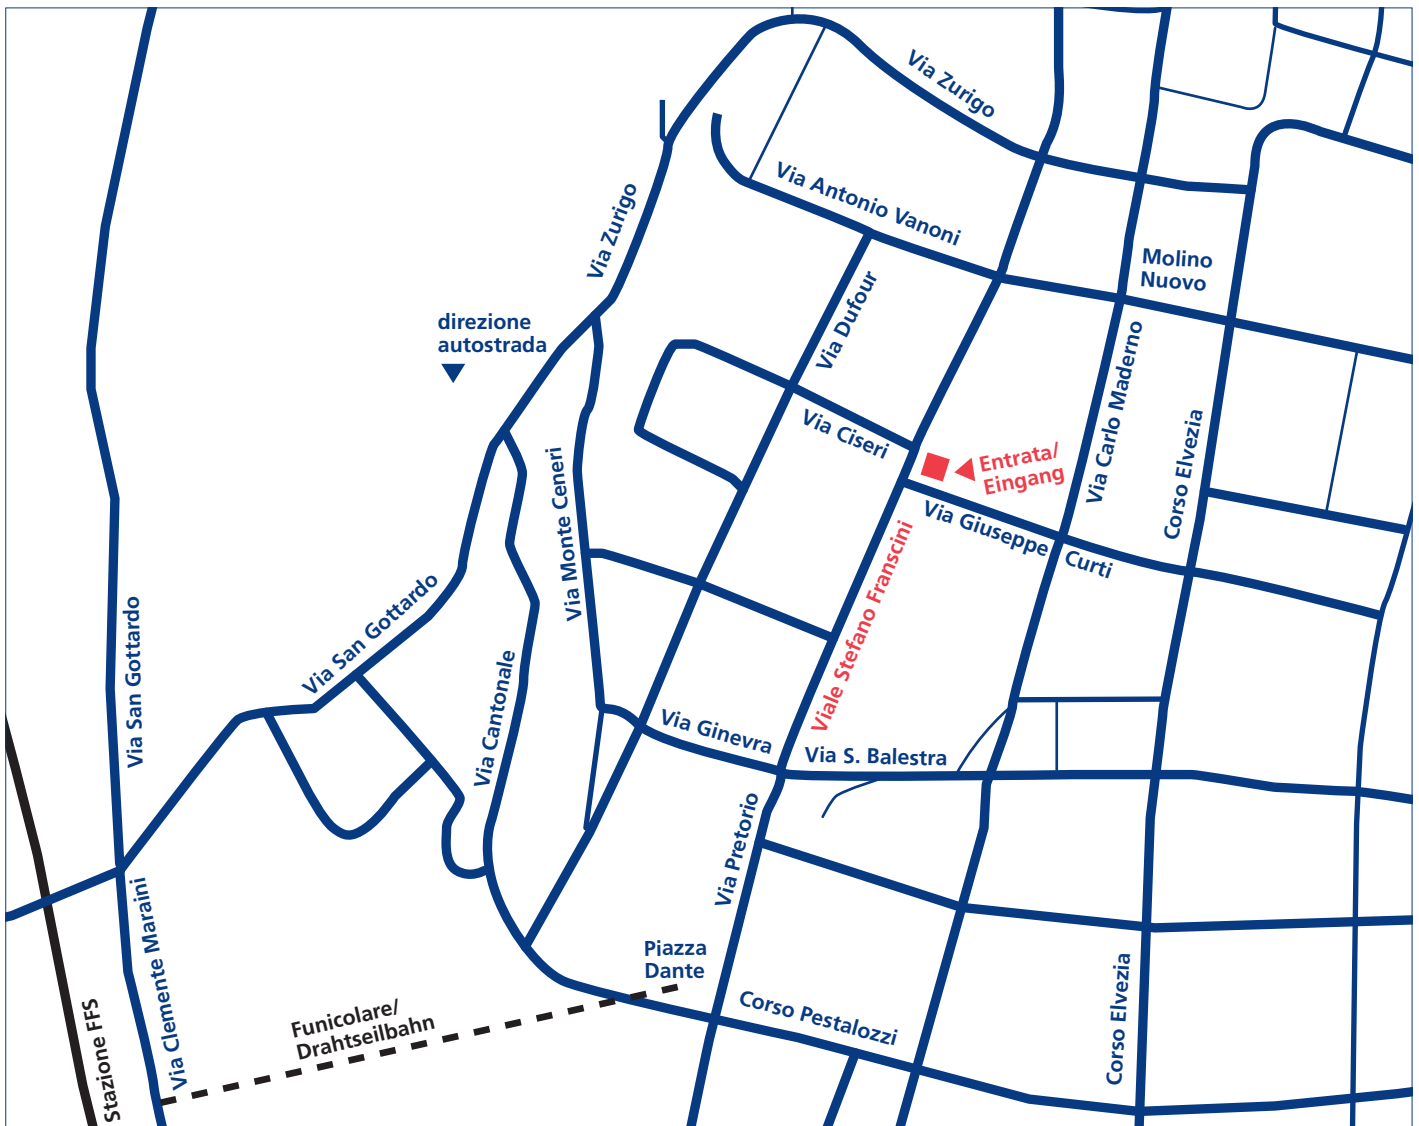 Via Zurigo
Via Antonio Vanoni
Via Zurigo
Molino
Nuovo
direzione
autostrada
Via Dufour
Via Carlo Maderno
Via Ciseri
Corso Elvezia
Entrata/
Eingang
Via Giuseppe Curti
Via Monte Ceneri
Viale Stefano Franscini
Via San Gottardo
Via San Gottardo
Via Cantonale
Via Ginevra
Via S. Balestra
Via Pretorio
Via Clemente Maraini
Piazza
Dante
Corso Elvezia
Corso Pestalozzi
Funicolare/
Drahtseilbahn
Stazione FFS